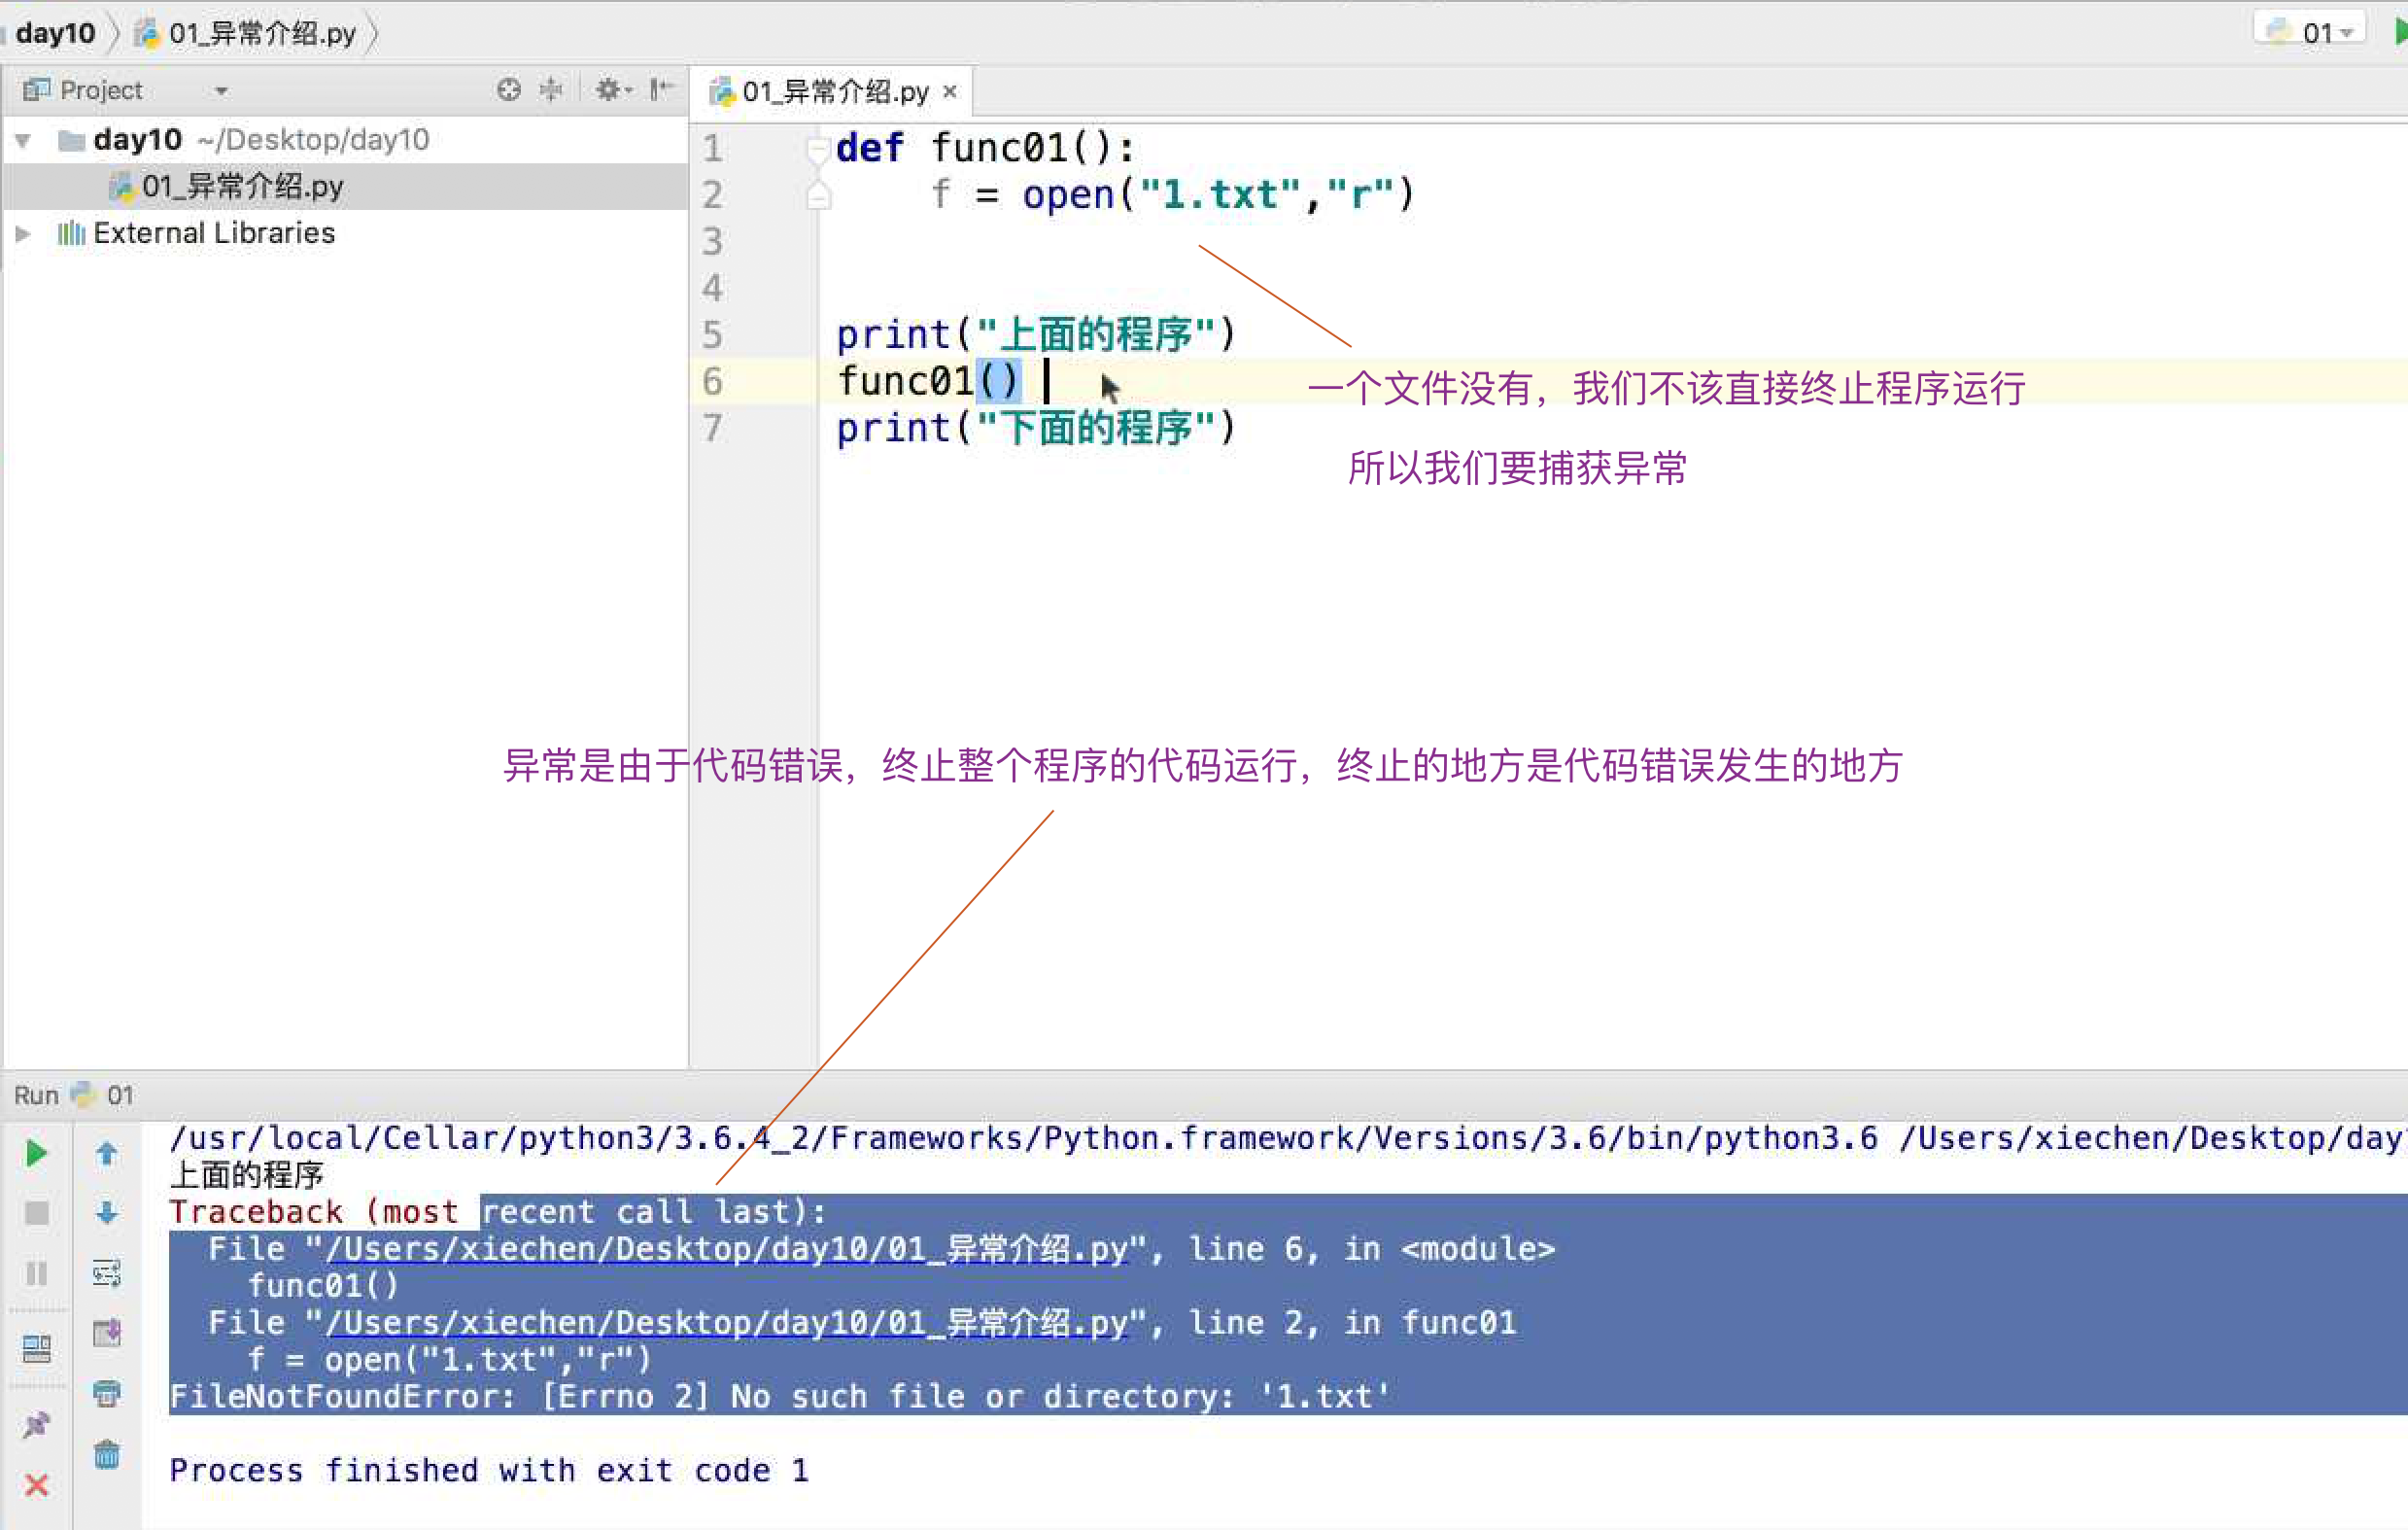 day10 01_异常介绍.py
01
Project
01_异常介绍.py
day10 ~/Desktop/day10
01_异常介绍.py
External Libraries
1 def func01():
2 f = open("1.txt","r")
3
4
5 print("上面的程序")
6 func01()
7 print("下面的程序")
一个文件没有，我们不该直接终止程序运行
所以我们要捕获异常
异常是由于代码错误，终止整个程序的代码运行，终止的地方是代码错误发生的地方
Run 01
/usr/local/Cellar/python3/3.6.4_2/Frameworks/Python.framework/Versions/3.6/bin/python3.6 /Users/xiechen/Desktop/day
上面的程序
Traceback (most recent call last):
File "/Users/xiechen/Desktop/day10/01_异常介绍.py", line 6, in <module>
func01()
File "/Users/xiechen/Desktop/day10/01_异常介绍.py", line 2, in func01
f = open("1.txt","r")
FileNotFoundError: [Errno 2] No such file or directory: '1.txt'
Process finished with exit code 1